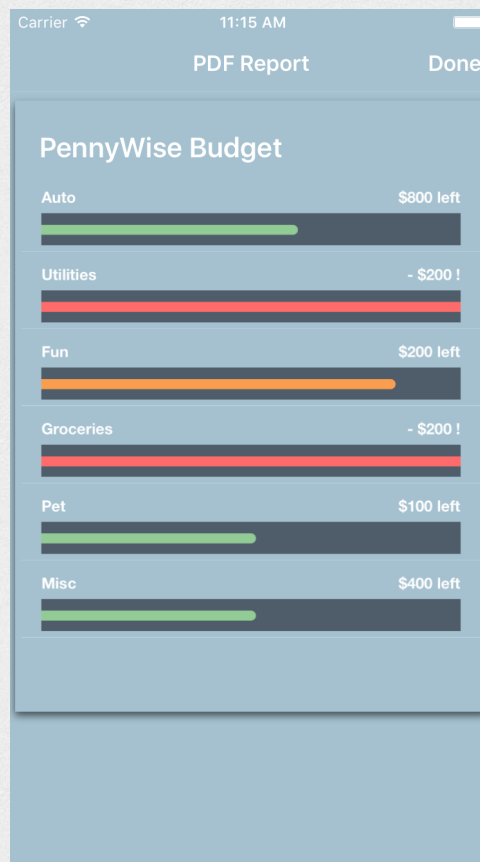 Carrier 11:15 AM
PDF Report Done
PennyWise Budget
Auto $800 left
Utilities - $200 !
Fun $200 left
Groceries - $200 !
Pet $100 left
Misc $400 left